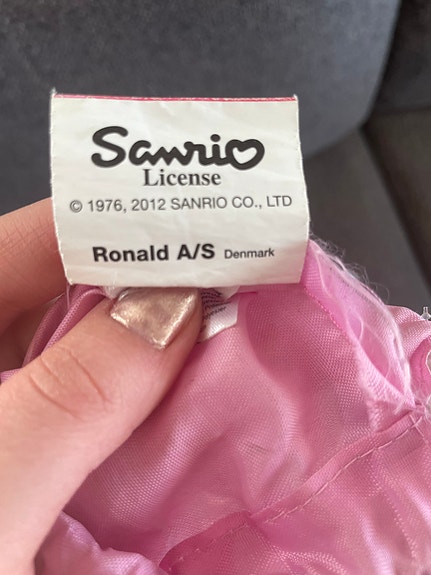 Sanrio
License
© 1976, 2012 SANRIO CO., LTD
Ronald A/S Denmark